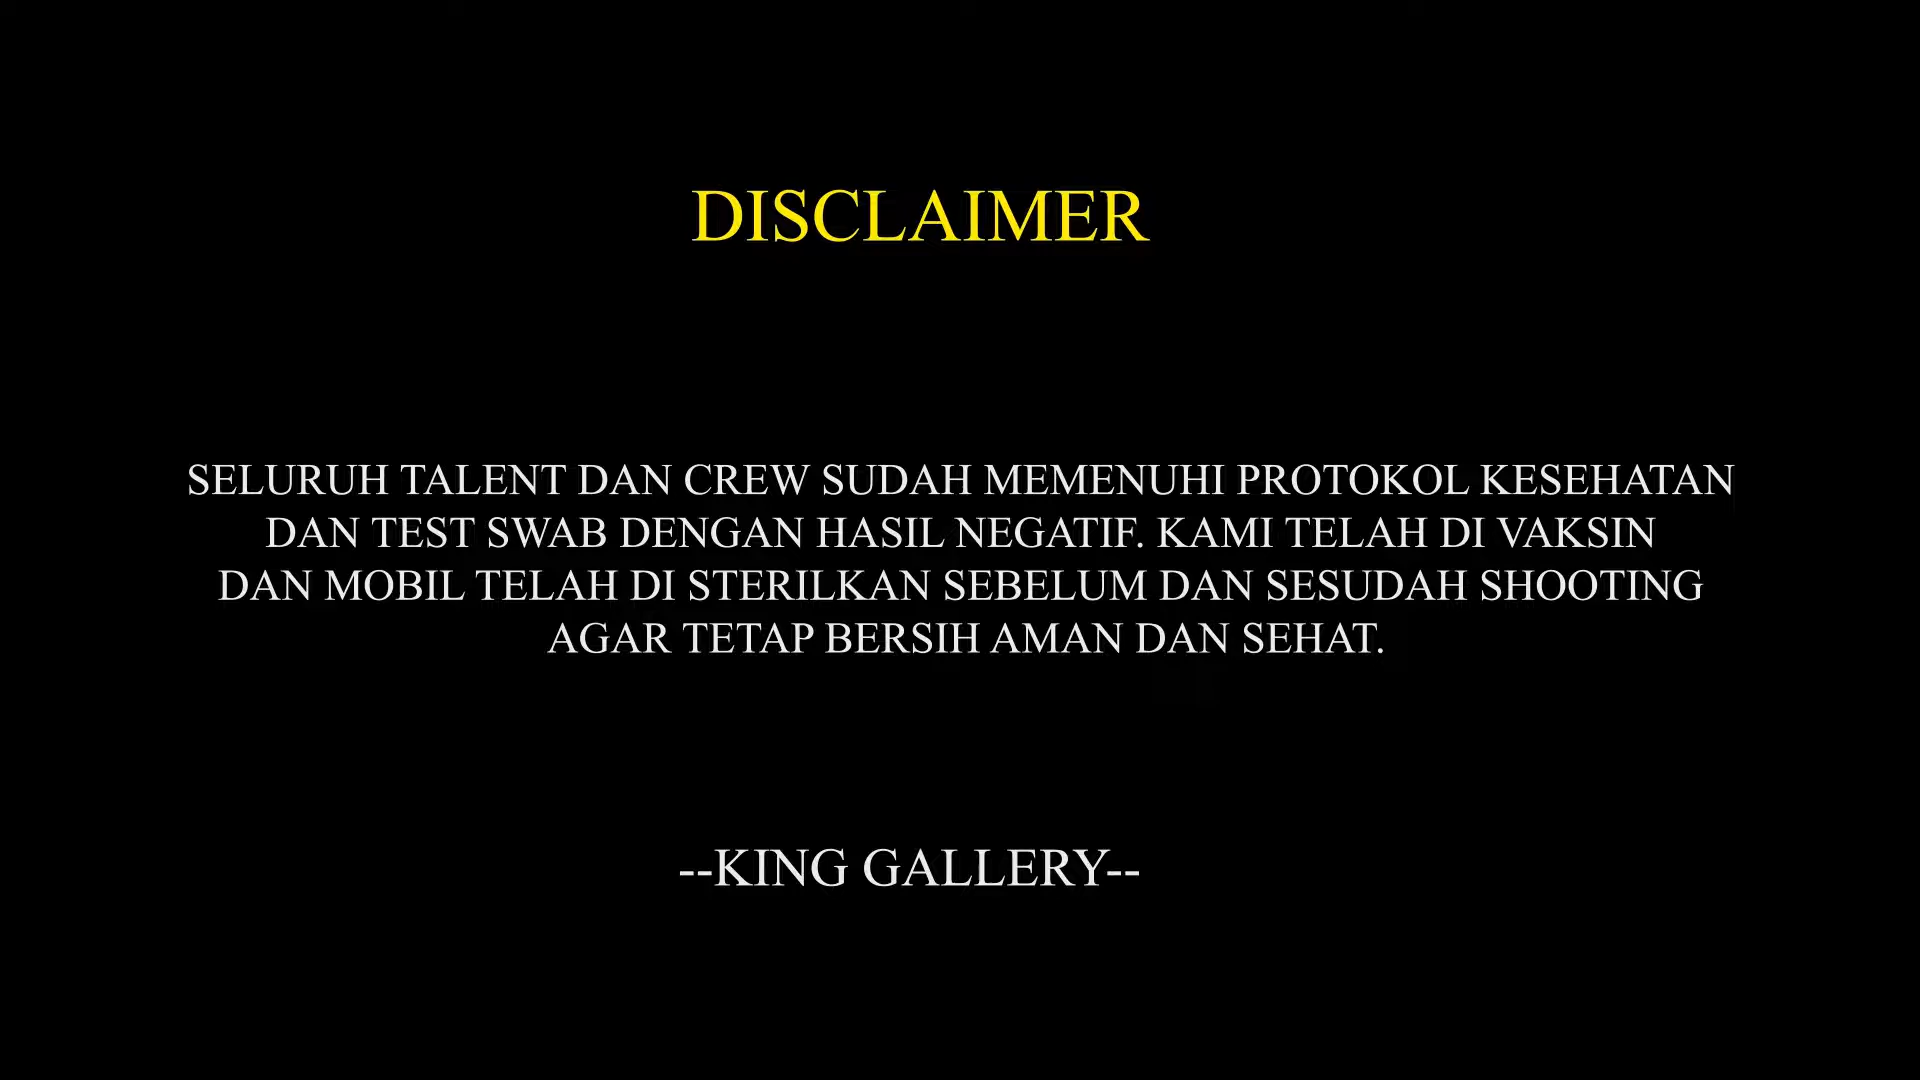 DISCLAIMER
SELURUH TALENT DAN CREW SUDAH MEMENUHI PROTOKOL KESEHATAN
DAN TEST SWAB DENGAN HASIL NEGATIF. KAMI TELAH DI VAKSIN
DAN MOBIL TELAH DI STERILKAN SEBELUM DAN SESUDAH SHOOTING
AGAR TETAP BERSIH AMAN DAN SEHAT.
--KING GALLERY--